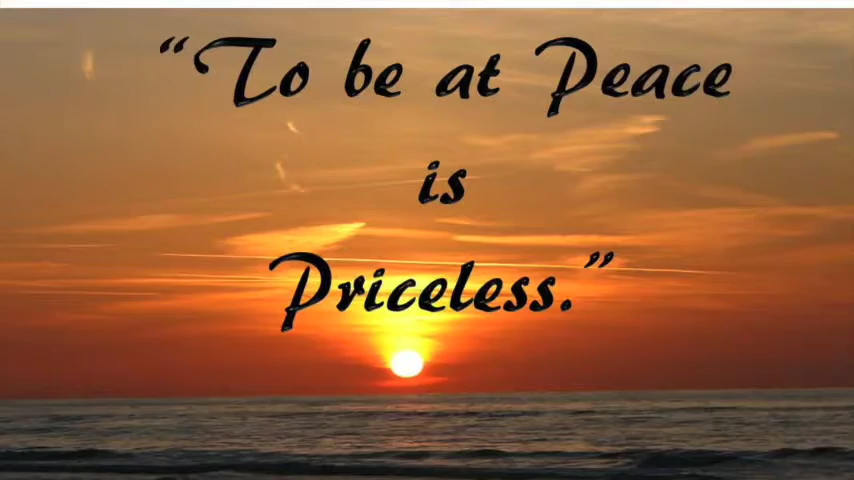 “To be at Peace
is
Priceless.”